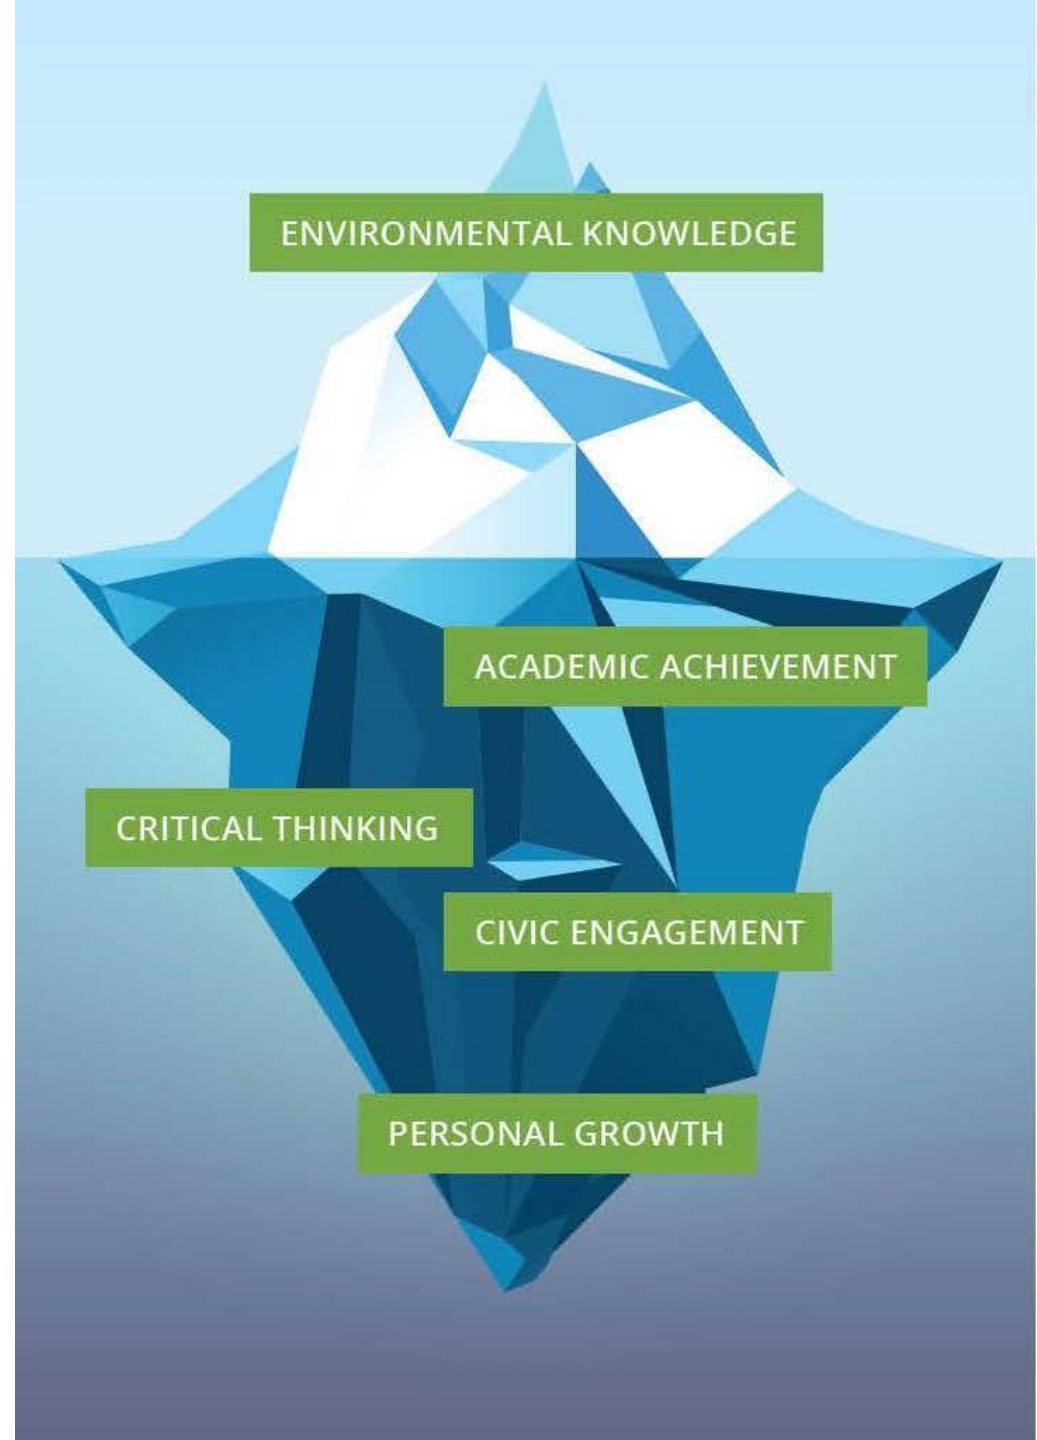 ENVIRONMENTAL KNOWLEDGE
ACADEMIC ACHIEVEMENT
CRITICAL THINKING
CIVIC ENGAGEMENT
PERSONAL GROWTH